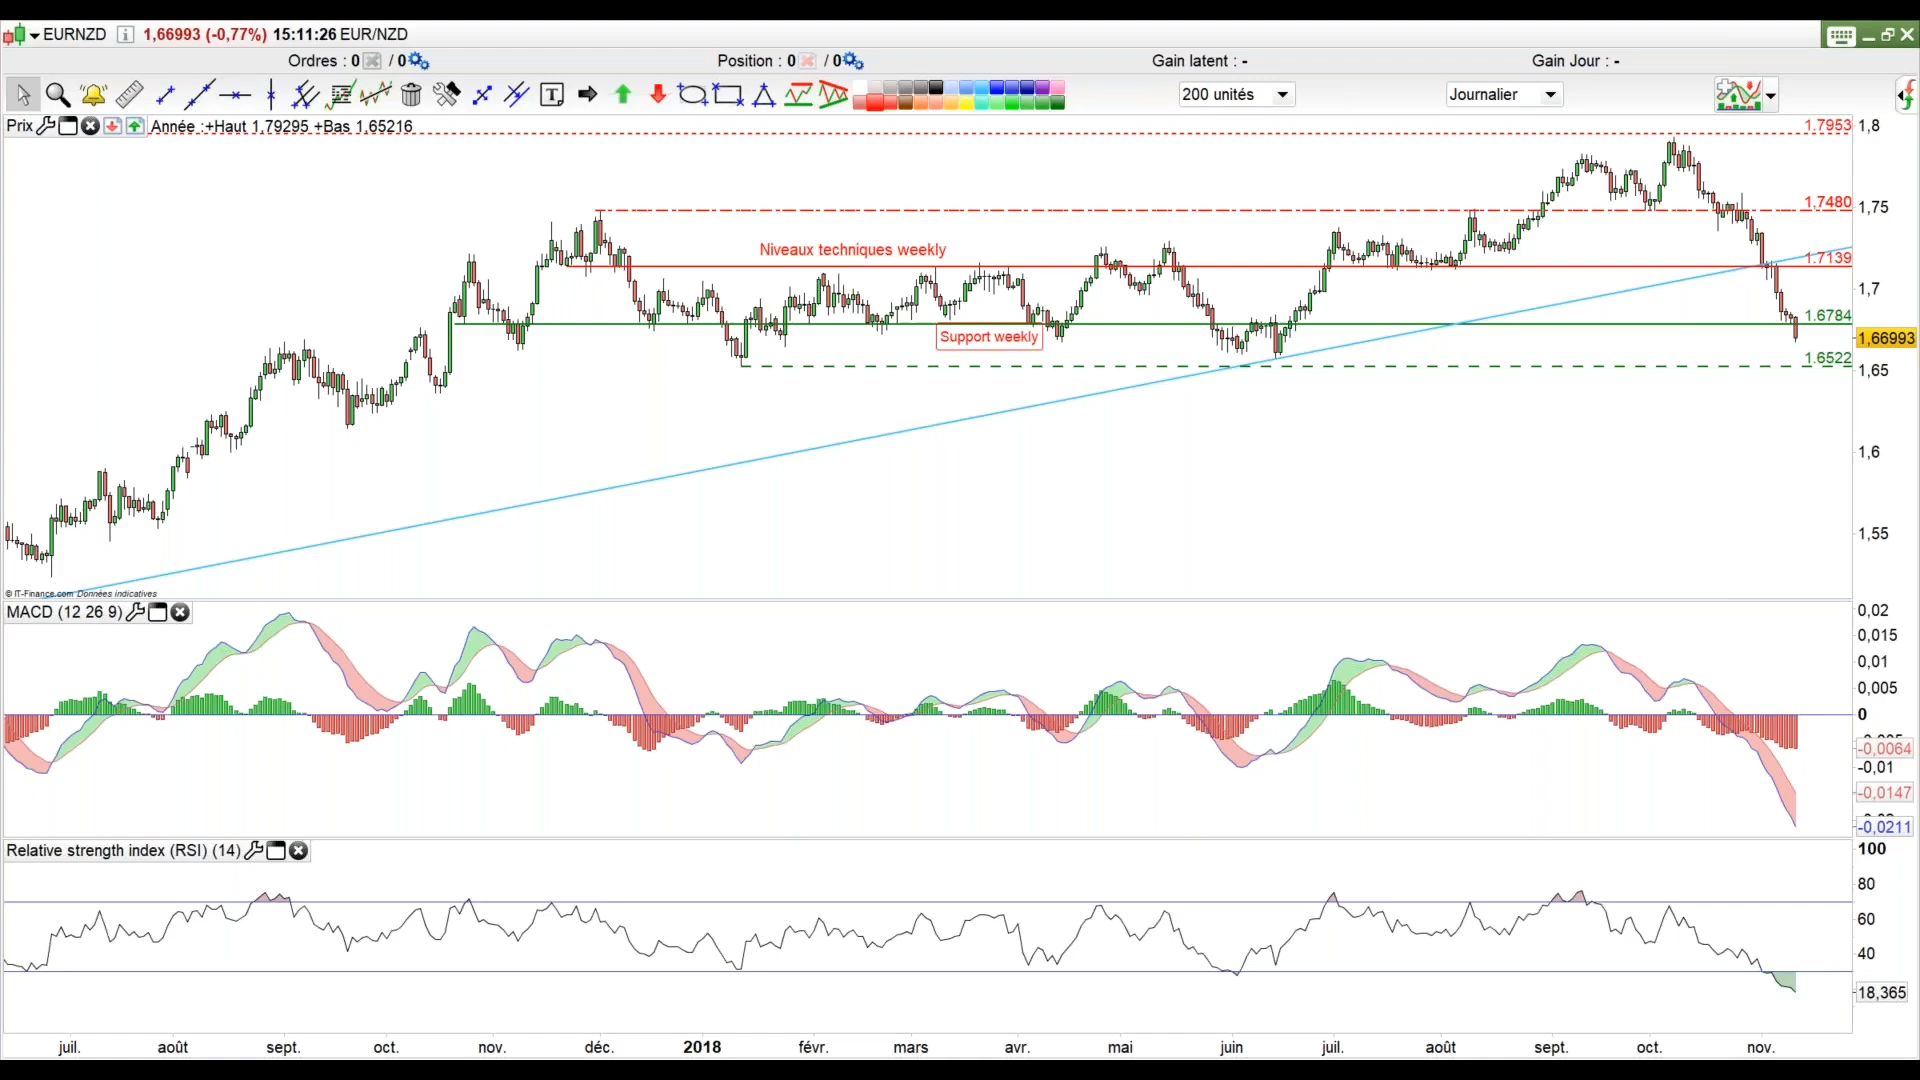 EURNZD 1,66993 (-0,77%) 15:11:26 EUR/NZD
Ordres : 0 / 0 Position : 0 / 0 Gain latent : - Gain Jour : -
200 unités Journalier
Prix Année :+Haut 1,79295 +Bas 1,65216
1.7953
1,8
1.7480
1,75
Niveaux techniques weekly
1.7139
1,7
1.6784
Support weekly
1,66993
1.6522
1,65
1,6
1,55
© IT-Finance.com Données indicatives
MACD (12 26 9)
0,02
0,015
0,01
0,005
0
-0,0064
-0,01
-0,0147
-0,0211
Relative strength index (RSI) (14)
100
80
60
40
18,365
juil. août sept. oct. nov. déc. 2018 févr. mars avr. mai juin juil. août sept. oct. nov.